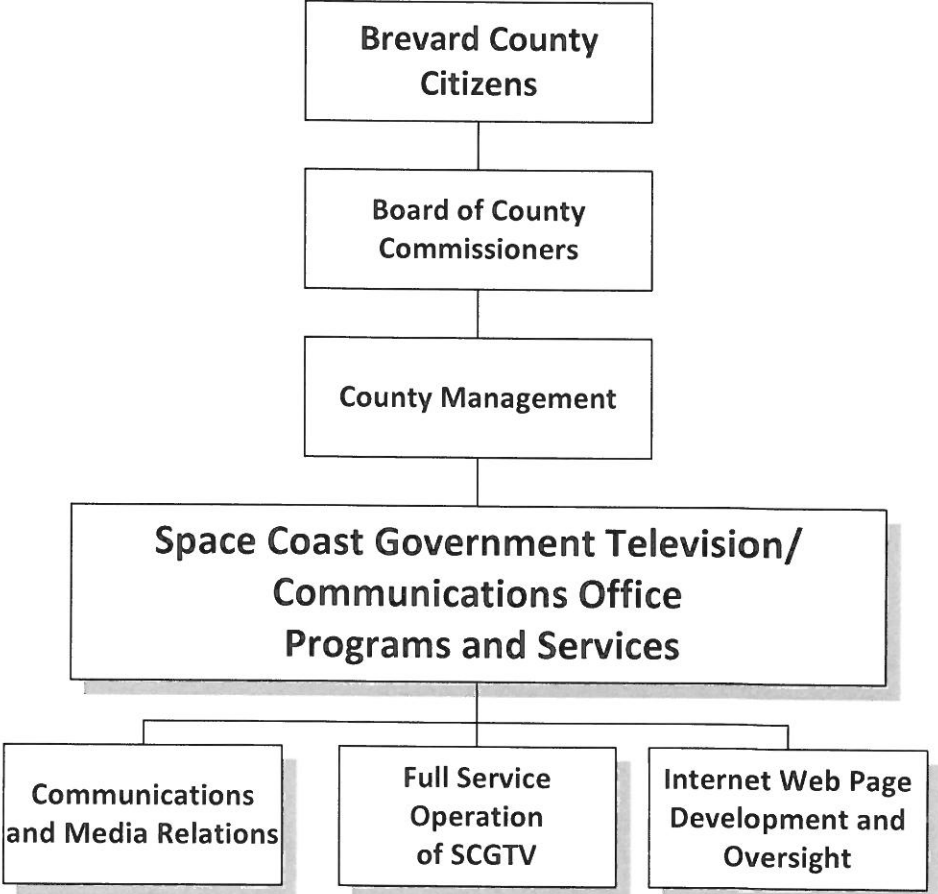 Brevard County
Citizens
Board of County
Commissioners
County Management
Space Coast Government Television/
Communications Office
Programs and Services
Communications
and Media Relations
Full Service
Operation
of SCGTV
Internet Web Page
Development and
Oversight